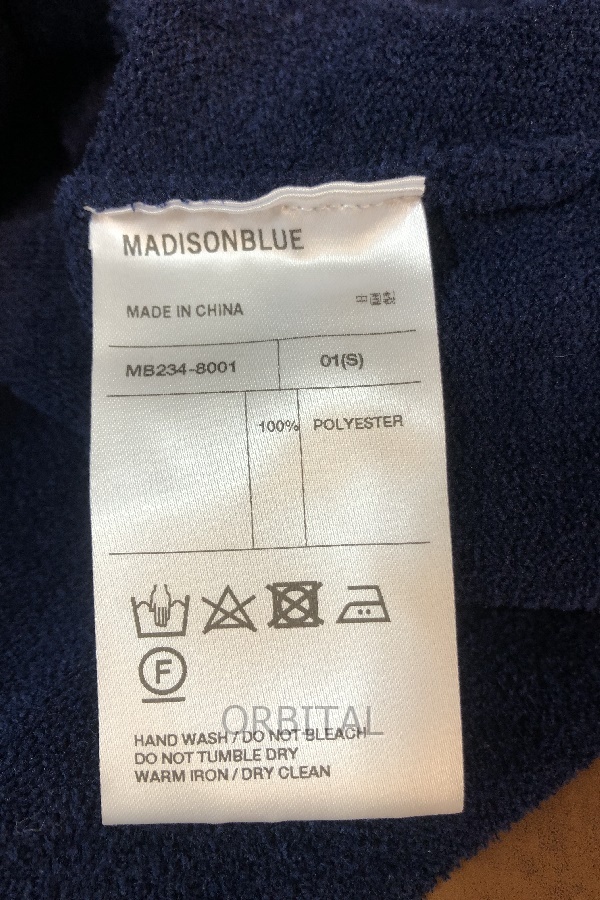 MADISONBLUE
MADE IN CHINA
MB234-8001 01(S)
100% POLYESTER
F
ORBITAL
HAND WASH / DO NOT BLEACH
DO NOT TUMBLE DRY
WARM IRON / DRY CLEAN